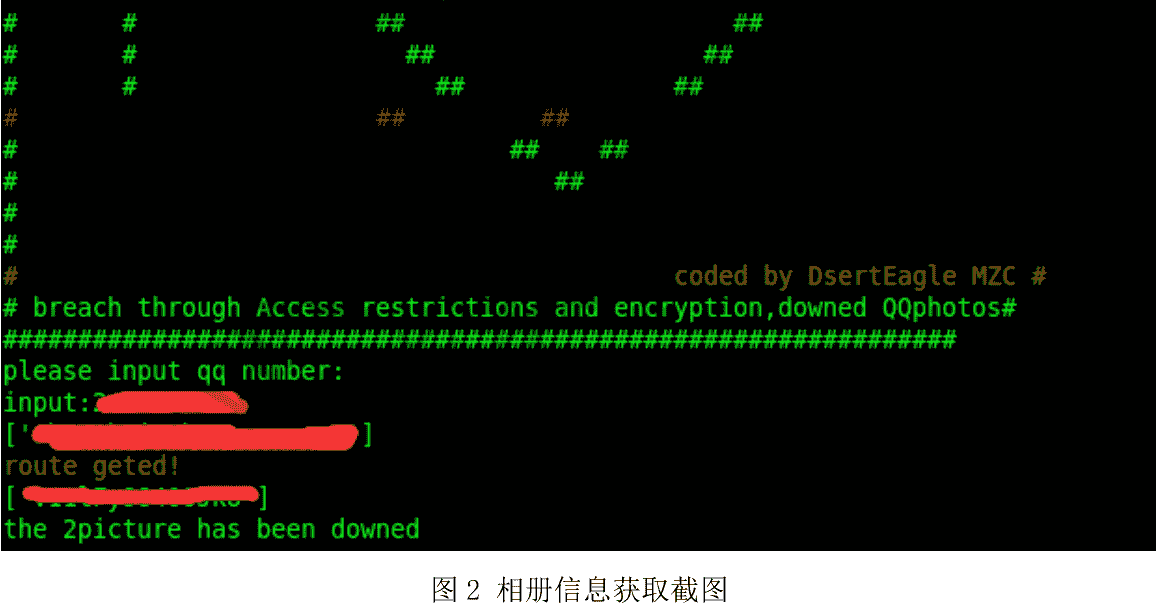 # # ## ##
# # ## ##
# # ## ##
# ## ##
# ## ##
# ##
#
#
# coded by DsertEagle MZC #
# breach through Access restrictions and encryption,downed QQphotos#
################################################################
please input qq number:
input:
['            ]
route geted!
[            ]
the 2picture has been downed
图 2 相册信息获取截图